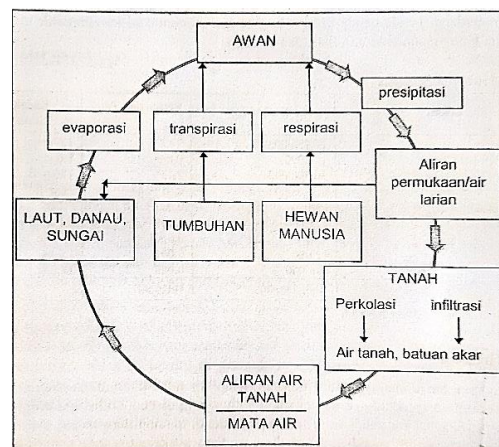 AWAN
presipitasi
evaporasi
transpirasi
respirasi
Aliran
permukaan/air
larian
LAUT, DANAU,
SUNGAI
TUMBUHAN
HEWAN
MANUSIA
TANAH
Perkolasi infiltrasi
Air tanah, batuan akar
ALIRAN AIR
TANAH
MATA AIR